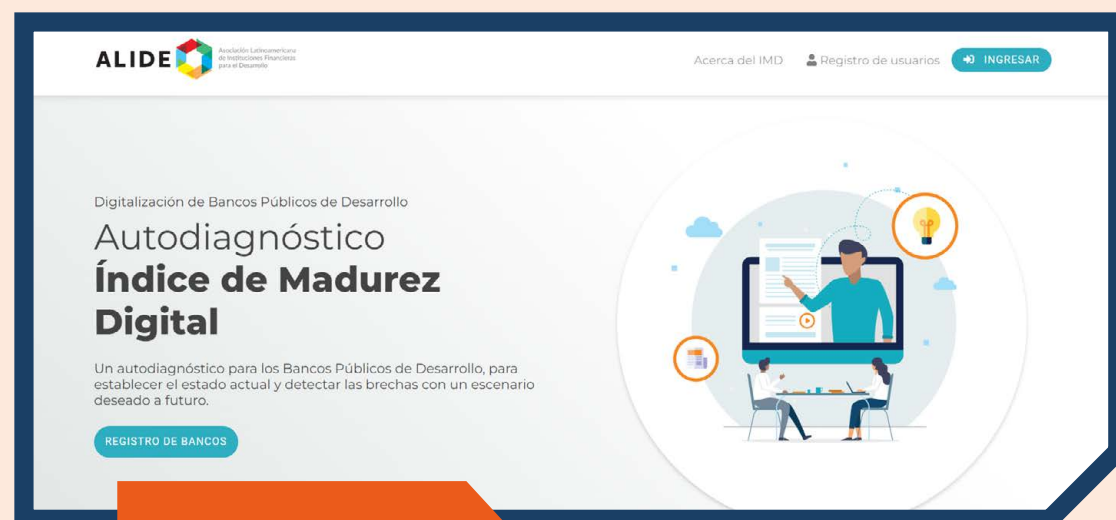 ALIDE
Asociación Latinoamericana
de Instituciones Financieras
para el Desarrollo
Acerca del IMD
Registro de usuarios
INGRESAR
Digitalización de Bancos Públicos de Desarrollo
Autodiagnóstico
Índice de Madurez
Digital
Un autodiagnóstico para los Bancos Públicos de Desarrollo, para
establecer el estado actual y detectar las brechas con un escenario
deseado a futuro.
REGISTRO DE BANCOS